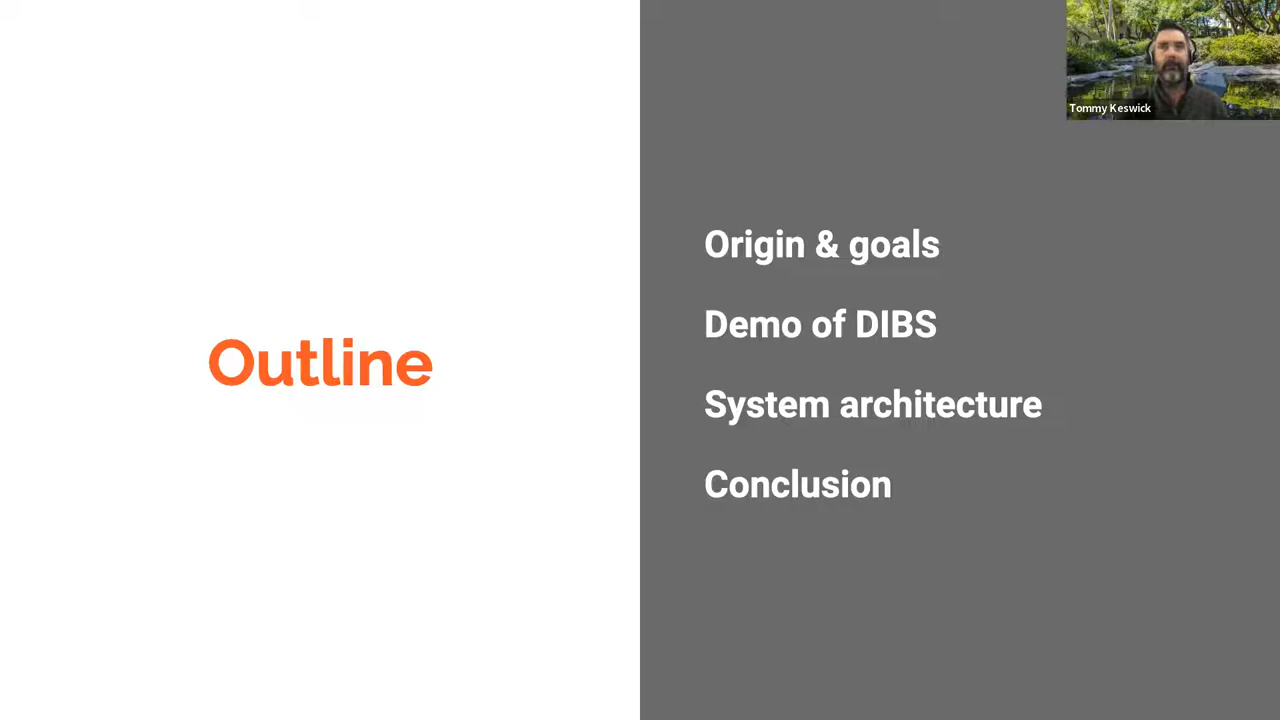 Outline
Origin & goals
Demo of DIBS
System architecture
Conclusion
Tommy Keswick